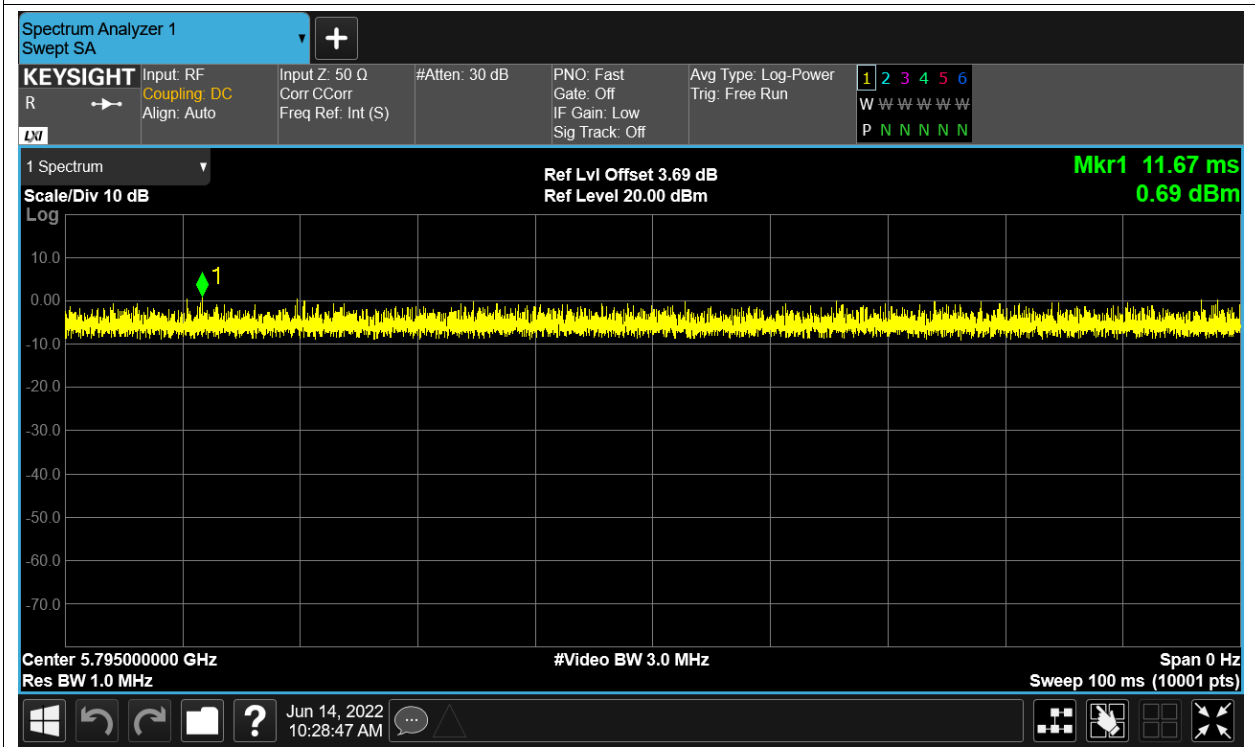 Spectrum Analyzer 1
Swept SA
KEYSIGHT
R
LXI
Input: RF
Coupling: DC
Align: Auto
Input Z: 50 Ω
Corr CCorr
Freq Ref: Int (S)
#Atten: 30 dB
PNO: Fast
Gate: Off
IF Gain: Low
Sig Track: Off
Avg Type: Log-Power
Trig: Free Run
1 2 3 4 5 6
W W W W W W
P N N N N N
1 Spectrum
Scale/Div 10 dB
Log
Ref Lvl Offset 3.69 dB
Ref Level 20.00 dBm
Mkr1 11.67 ms
0.69 dBm
10.0
1
0.00
-10.0
-20.0
-30.0
-40.0
-50.0
-60.0
-70.0
Center 5.795000000 GHz
Res BW 1.0 MHz
#Video BW 3.0 MHz
Span 0 Hz
Sweep 100 ms (10001 pts)
?
Jun 14, 2022
10:28:47 AM